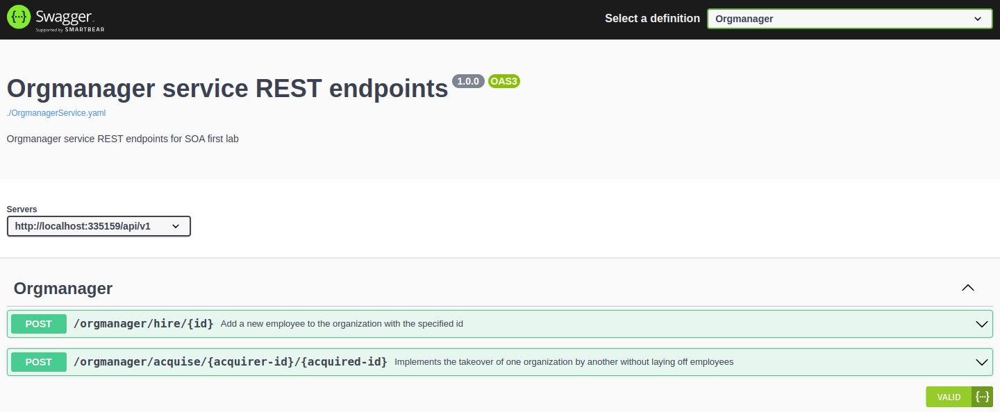 Swagger
Supported by SMARTBEAR
Select a definition
Orgmanager
Orgmanager service REST endpoints 1.0.0 OAS3
./OrgmanagerService.yaml
Orgmanager service REST endpoints for SOA first lab
Servers
http://localhost:335159/api/v1
Orgmanager
POST /orgmanager/hire/{id} Add a new employee to the organization with the specified id
POST /orgmanager/acquise/{acquirer-id}/{acquired-id} Implements the takeover of one organization by another without laying off employees
VALID {···}